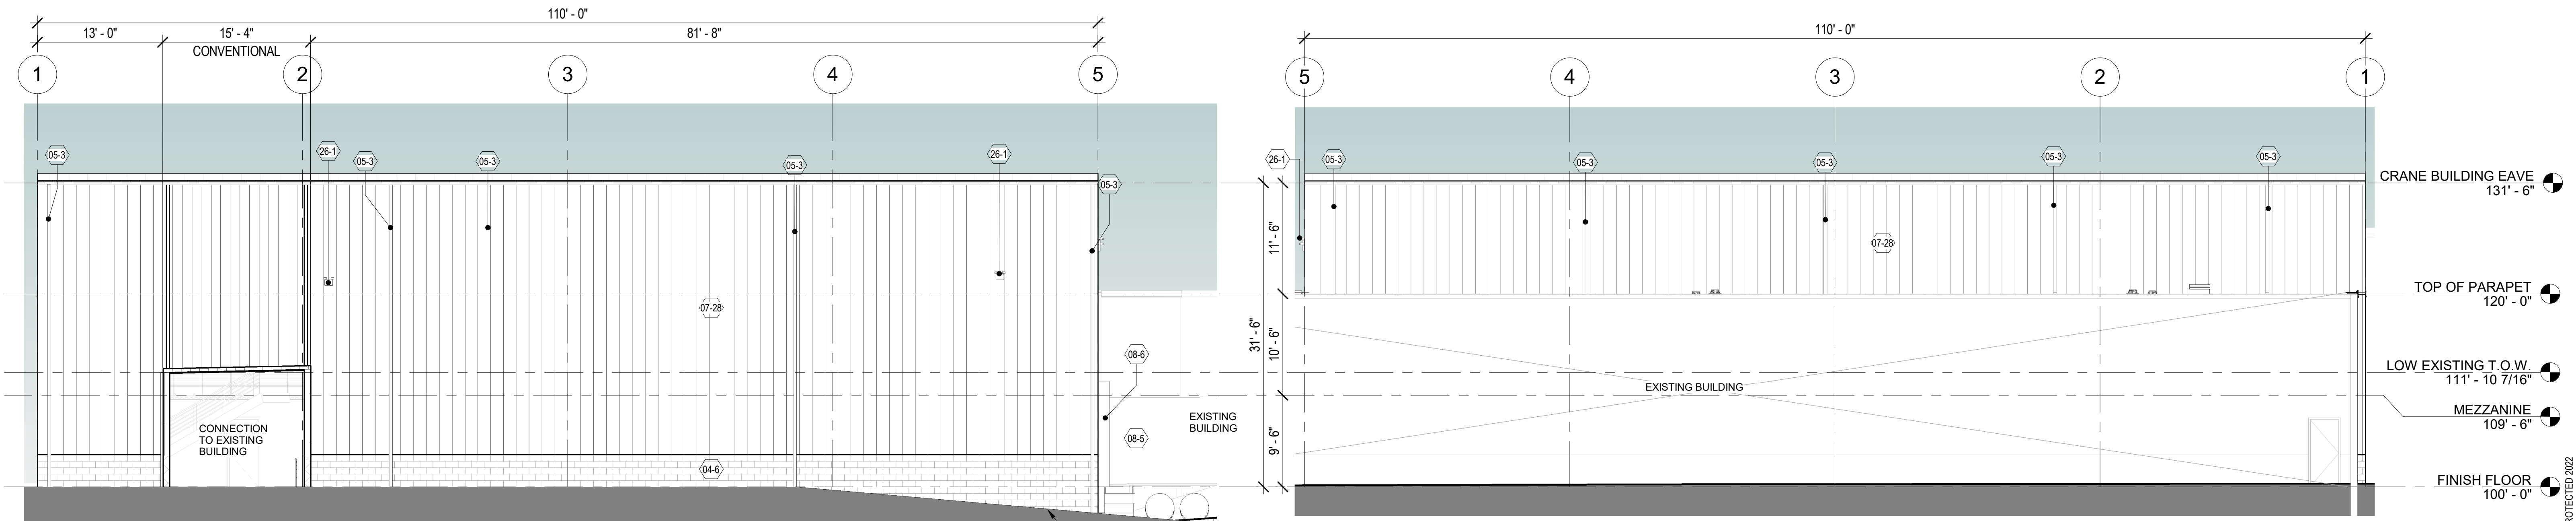 110' - 0"
13' - 0"
15' - 4"
81' - 8"
CONVENTIONAL
1
2
3
4
5
05-3
26-1
05-3
05-3
05-3
26-1
05-3
07-28
08-6
08-5
04-6
CONNECTION
TO EXISTING
BUILDING
EXISTING
BUILDING
110' - 0"
5
4
3
2
1
26-1
05-3
05-3
05-3
05-3
05-3
07-28
31' - 6"
11' - 6"
10' - 6"
9' - 6"
EXISTING BUILDING
CRANE BUILDING EAVE
131' - 6"
TOP OF PARAPET
120' - 0"
LOW EXISTING T.O.W.
111' - 10 7/16"
MEZZANINE
109' - 6"
FINISH FLOOR
100' - 0"
OTECTED 2022